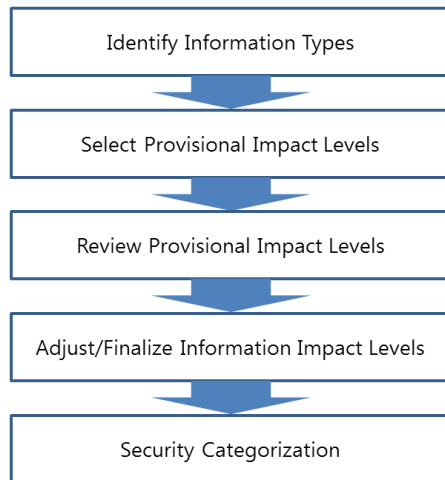 Identify Information Types
Select Provisional Impact Levels
Review Provisional Impact Levels
Adjust/Finalize Information Impact Levels
Security Categorization